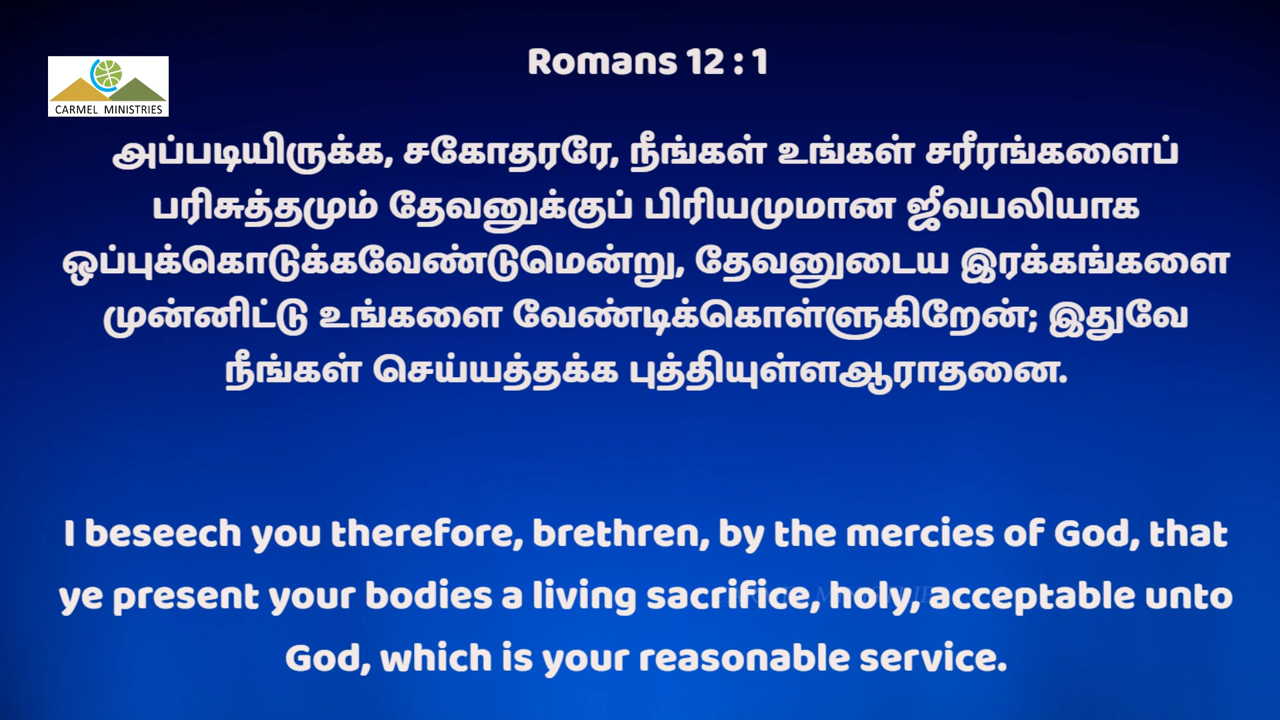 Romans 12 : 1
CARMEL MINISTRIES
அப்படியிருக்க, சகோதரரே, நீங்கள் உங்கள் சரீரங்களைப்
பரிசுத்தமும் தேவனுக்குப் பிரியமுமான ஜீவபலியாக
ஒப்புக்கொடுக்கவேண்டுமென்று, தேவனுடைய இரக்கங்களை
முன்னிட்டு உங்களை வேண்டிக்கொள்ளுகிறேன்; இதுவே
நீங்கள் செய்யத்தக்க புத்தியுள்ளஆராதனை.
I beseech you therefore, brethren, by the mercies of God, that
ye present your bodies a living sacrifice, holy, acceptable unto
God, which is your reasonable service.